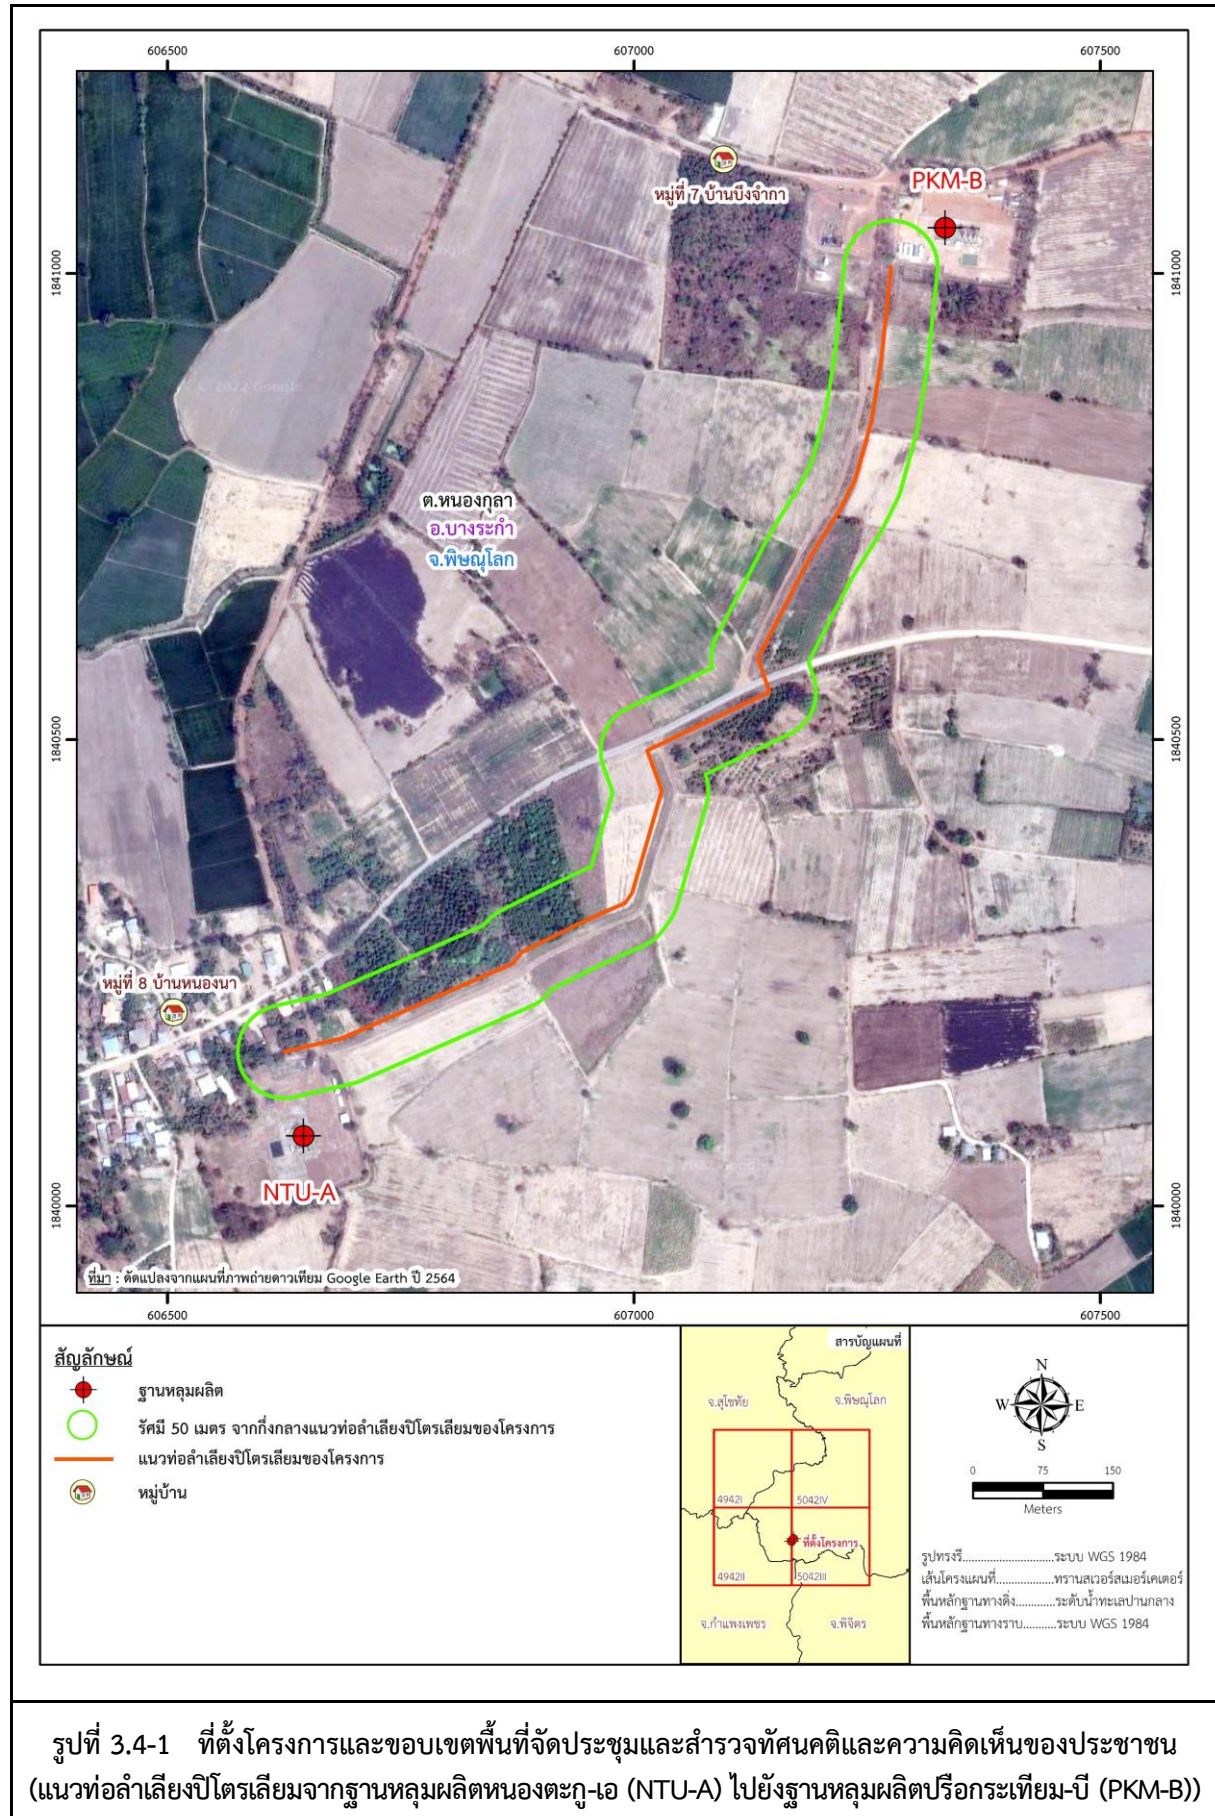 606500 607000 607500
หมู่ที่ 7 บ้านบึงจำกา
PKM-B
1841000 1841000
© 2022 Google
ต.หนองกุลา
อ.บางระกำ
จ.พิษณุโลก
1840500 1840500
หมู่ที่ 8 บ้านหนองนา
NTU-A
1840000 1840000
ที่มา : ดัดแปลงจากแผนที่ภาพถ่ายดาวเทียม Google Earth ปี 2564
606500 607000 607500
สัญลักษณ์
ฐานหลุมผลิต
รัศมี 50 เมตร จากกึ่งกลางแนวท่อลำเลียงปิโตรเลียมของโครงการ
แนวท่อลำเลียงปิโตรเลียมของโครงการ
หมู่บ้าน
สารบัญแผนที่
จ.สุโขทัย จ.พิษณุโลก
4942I 5042IV
ที่ตั้งโครงการ
4942II 5042III
จ.กำแพงเพชร จ.พิจิตร
N
W E
S
0 75 150
Meters
รูปทรงรี............................ระบบ WGS 1984
เส้นโครงแผนที่..................ทรานสเวอร์สเมอร์เคเตอร์
พื้นหลักฐานทางดิ่ง............ระดับน้ำทะเลปานกลาง
พื้นหลักฐานทางราบ..........ระบบ WGS 1984
รูปที่ 3.4-1 ที่ตั้งโครงการและขอบเขตพื้นที่จัดประชุมและสำรวจทัศนคติและความคิดเห็นของประชาชน
(แนวท่อลำเลียงปิโตรเลียมจากฐานหลุมผลิตหนองตะกู-เอ (NTU-A) ไปยังฐานหลุมผลิตปรือกระเทียม-บี (PKM-B))